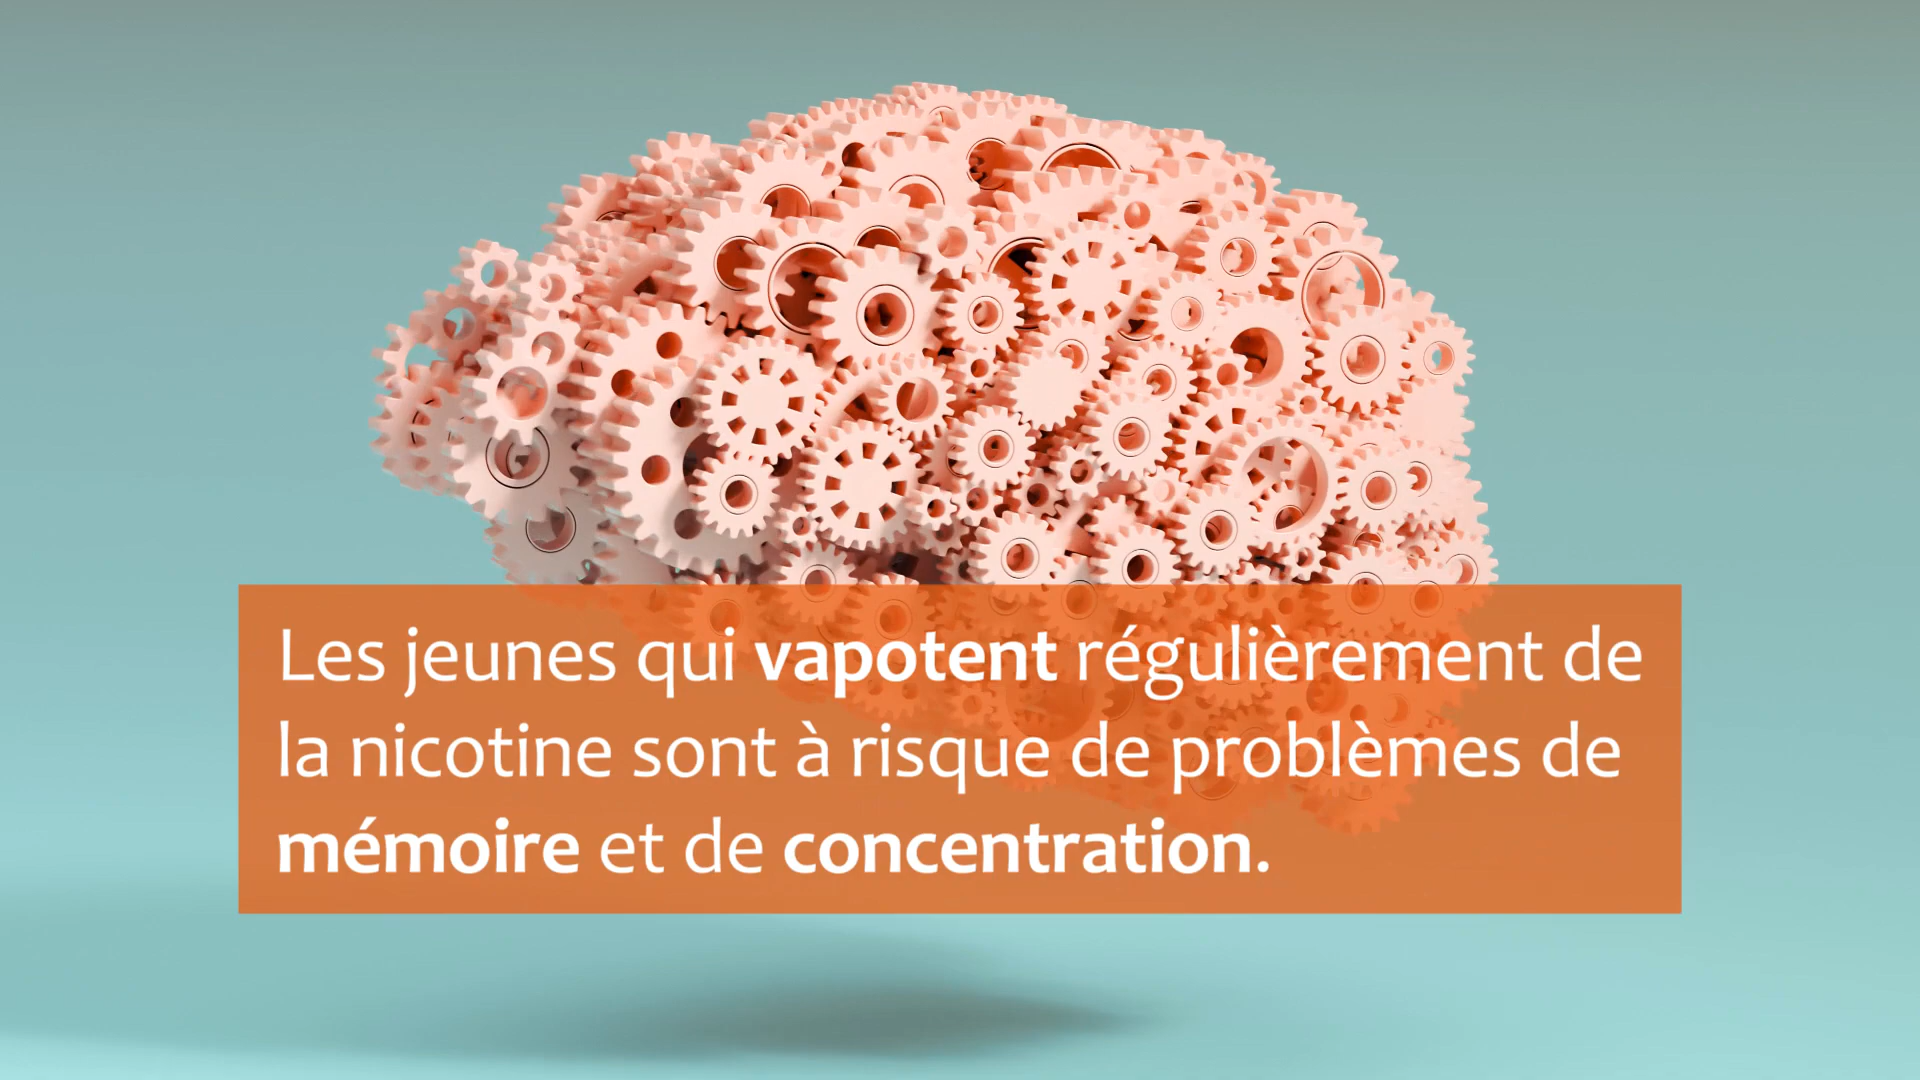 Les jeunes qui vapotent régulièrement de
la nicotine sont à risque de problèmes de
mémoire et de concentration.